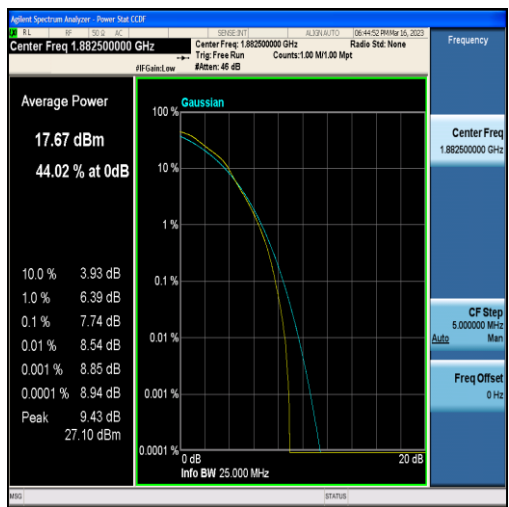 Agilent Spectrum Analyzer - Power Stat CCDF
RL RF 50 Ω AC SENSE:INT ALIGN AUTO 06:44:52 PM Mar 16, 2023
Center Freq 1.882500000 GHz
Center Freq: 1.882500000 GHz Radio Std: None
Trig: Free Run Counts:1.00 M/1.00 Mpt
#IFGain:Low #Atten: 46 dB
Frequency
Average Power
17.67 dBm
44.02 % at 0dB
10.0 % 3.93 dB
1.0 % 6.39 dB
0.1 % 7.74 dB
0.01 % 8.54 dB
0.001 % 8.85 dB
0.0001 % 8.94 dB
Peak 9.43 dB
27.10 dBm
Gaussian
100 %
10 %
1 %
0.1 %
0.01 %
0.001 %
0.0001 %
0 dB 20 dB
Info BW 25.000 MHz
Center Freq
1.882500000 GHz
CF Step
5.000000 MHz
Auto Man
Freq Offset
0 Hz
MSG STATUS